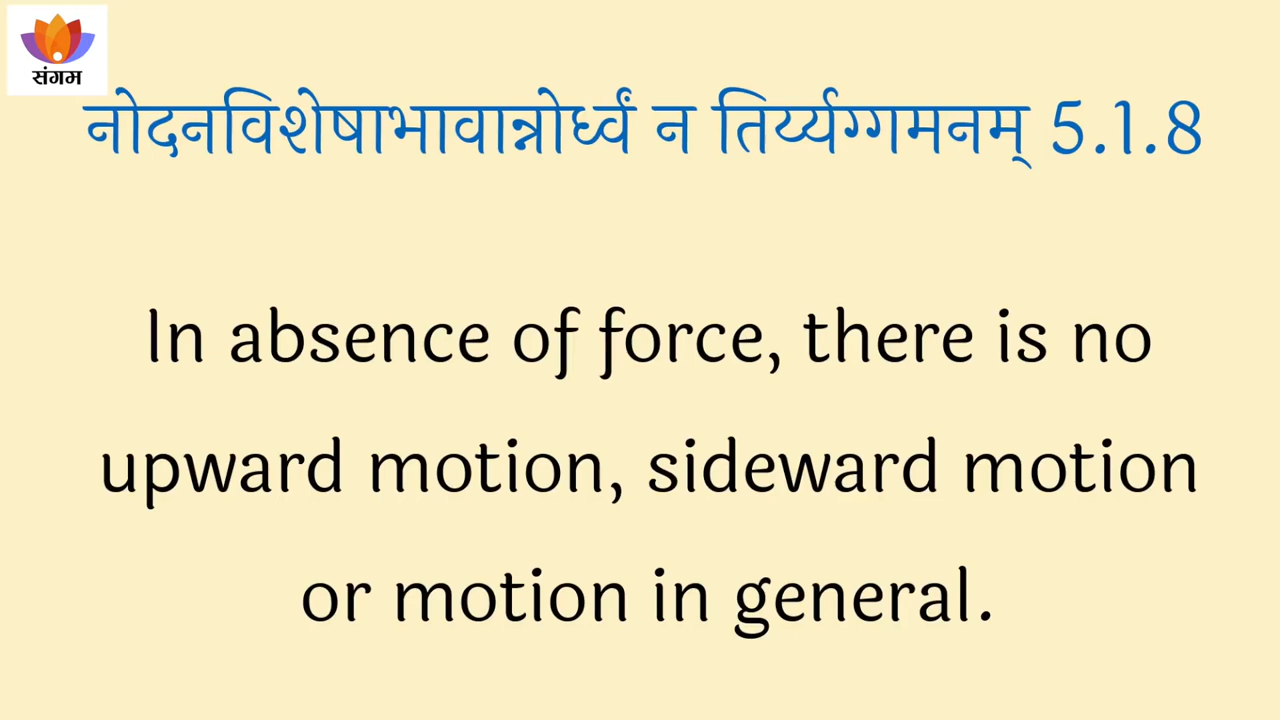 संगम
नोदनविशेषाभावान्नोर्ध्वं न तिर्य्यग्गमनम् 5.1.8
In absence of force, there is no
upward motion, sideward motion
or motion in general.